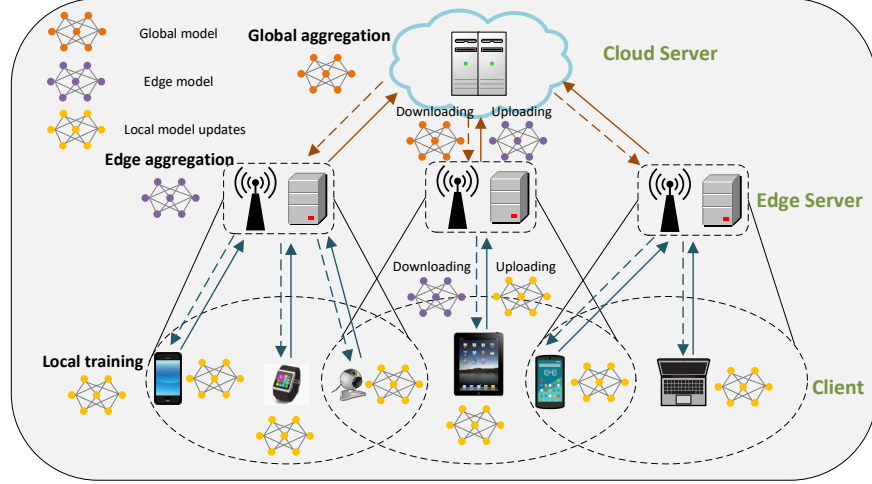 Global model
Global aggregation
Cloud Server
Edge model
Downloading Uploading
Local model updates
Edge aggregation
Edge Server
Downloading Uploading
Local training
Client